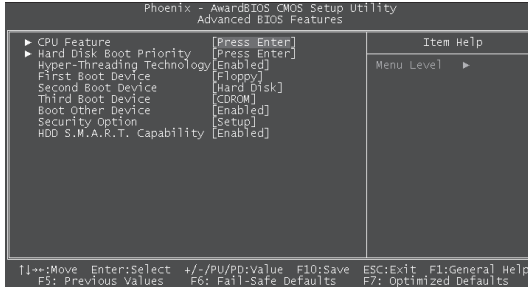 Phoenix - AwardBIOS CMOS Setup Utility
Advanced BIOS Features
► CPU Feature [Press Enter]
► Hard Disk Boot Priority [Press Enter]
Hyper-Threading Technology[Enabled]
First Boot Device [Floppy]
Second Boot Device [Hard Disk]
Third Boot Device [CDROM]
Boot Other Device [Enabled]
Security Option [Setup]
HDD S.M.A.R.T. Capability [Enabled]
Item Help
Menu Level ►
↑↓→←:Move Enter:Select +/-/PU/PD:Value F10:Save ESC:Exit F1:General Help
F5: Previous Values F6: Fail-Safe Defaults F7: Optimized Defaults